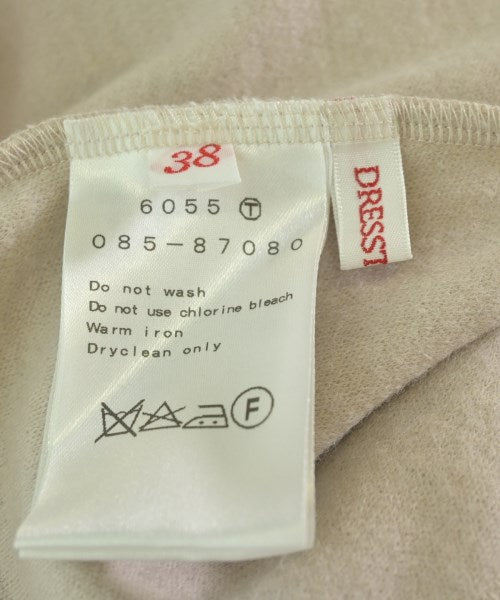 38
6055 Ⓣ
085-87080
Do not wash
Do not use chlorine bleach
Warm iron
Dryclean only
F
DRESST